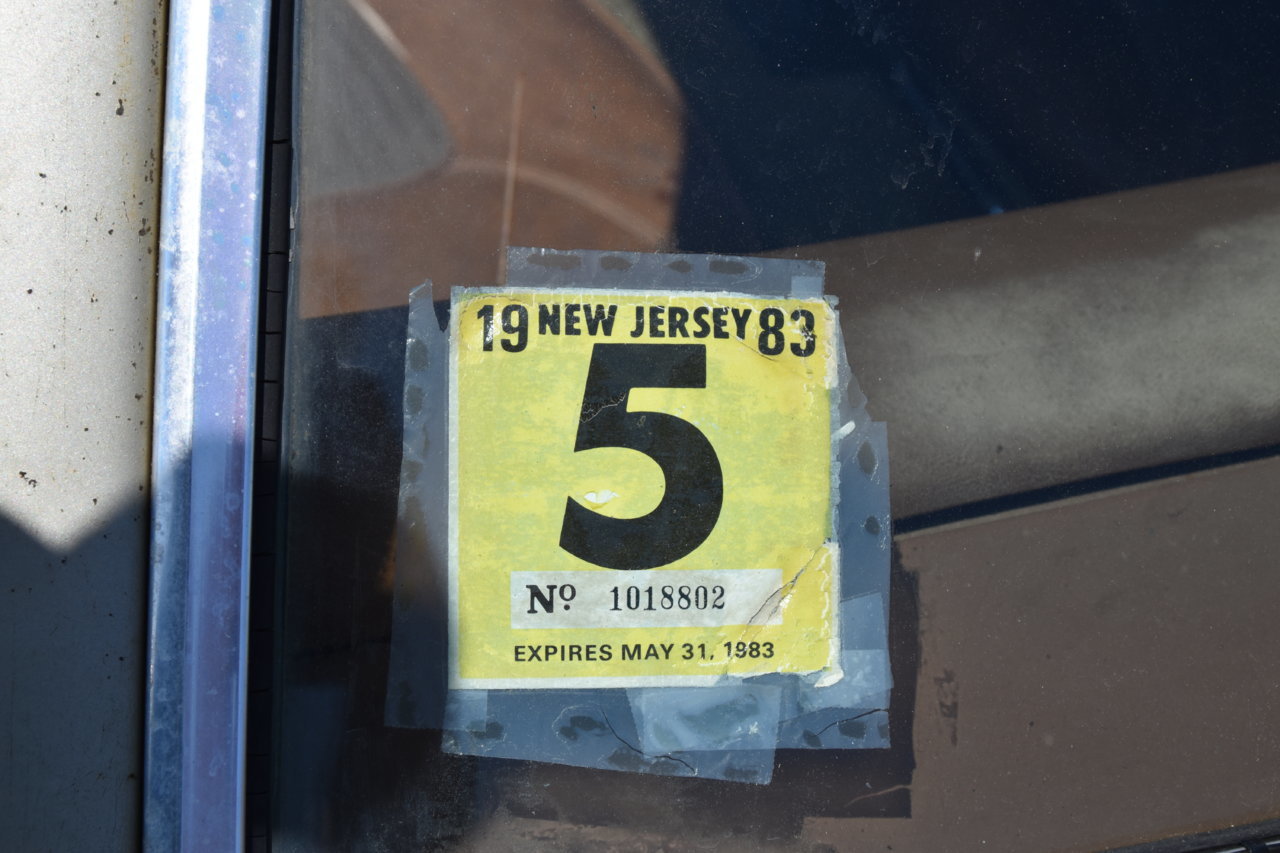 19 NEW JERSEY 83
5
Nº 1018802
EXPIRES MAY 31, 1983